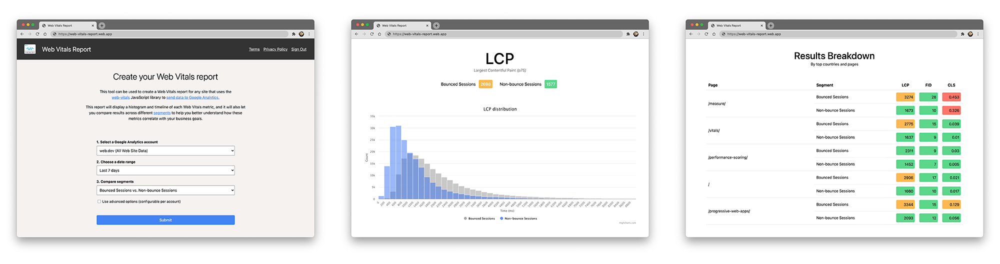 Web Vitals Report
https://web-vitals-report.web.app
Web Vitals Report
Terms Privacy Policy Sign Out
Create your Web Vitals report
This tool can be used to create a Web Vitals report for any site that uses the
web-vitals JavaScript library to send data to Google Analytics.
This report will display a histogram and timeline of each Web Vitals metric, and it will also let
you compare results across different segments to help you better understand how these
metrics correlate with your business goals.
1. Select a Google Analytics account
web.dev (All Web Site Data)
2. Choose a date range
Last 7 days
3. Compare segments
Bounced Sessions vs. Non-bounce Sessions
Use advanced options (configurable per account)
Submit
Web Vitals Report
https://web-vitals-report.web.app
LCP
Largest Contentful Paint (p75)
Bounced Sessions 2698 Non-bounce Sessions 1577
LCP distribution
35k
30k
25k
20k
15k
10k
5k
0
Count
0 200 400 600 800 1000 1200 1400 1600 1800 2000 2200 2400 2600 2800 3000 3200 3400 3600 3800 4000 4200 4400 4600 4800 5000 5200 5400 5600 5800 6000 6200 6400 6600 6800 7000 7200 7400 7600 7800 8000 8200 8400 8600 8800
Time (ms)
Bounced Sessions Non-bounce Sessions
Highcharts.com
Web Vitals Report
https://web-vitals-report.web.app
Results Breakdown
By top countries and pages
Page Segment LCP FID CLS
/measure/
Bounced Sessions 3274 28 0.453
Non-bounce Sessions 1673 10 0.326
/vitals/
Bounced Sessions 2775 15 0.039
Non-bounce Sessions 1637 9 0.01
/performance-scoring/
Bounced Sessions 2311 9 0.03
Non-bounce Sessions 1452 7 0.005
/
Bounced Sessions 2906 17 0.021
Non-bounce Sessions 1660 10 0.017
/progressive-web-apps/
Bounced Sessions 3344 15 0.129
Non-bounce Sessions 2093 12 0.056